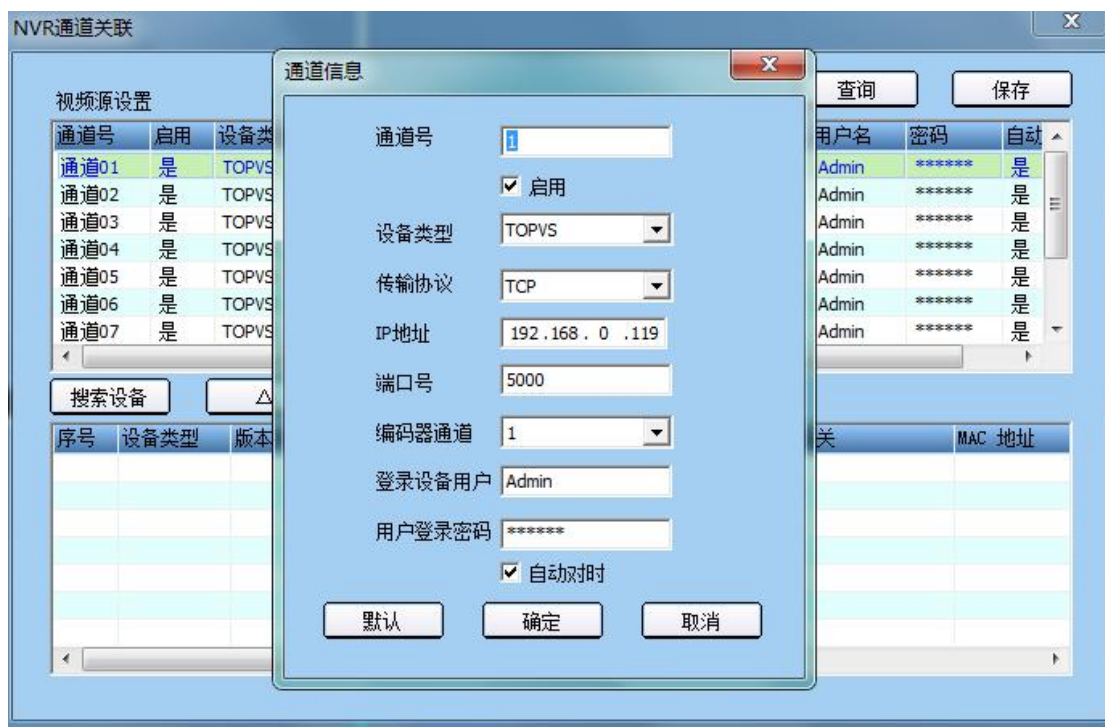 NVR通道关联
通道信息
视频源设置
查询
保存
通道号 启用 设备类 用户名 密码 自动
通道01 是 TOPVS Admin ****** 是
通道02 是 TOPVS Admin ****** 是
通道03 是 TOPVS Admin ****** 是
通道04 是 TOPVS Admin ****** 是
通道05 是 TOPVS Admin ****** 是
通道06 是 TOPVS Admin ****** 是
通道07 是 TOPVS Admin ****** 是
搜索设备
序号 设备类型 版本 关 MAC 地址
通道号 1
启用
设备类型 TOPVS
传输协议 TCP
IP地址 192.168. 0 .119
端口号 5000
编码器通道 1
登录设备用户 Admin
用户登录密码 ******
自动对时
默认 确定 取消